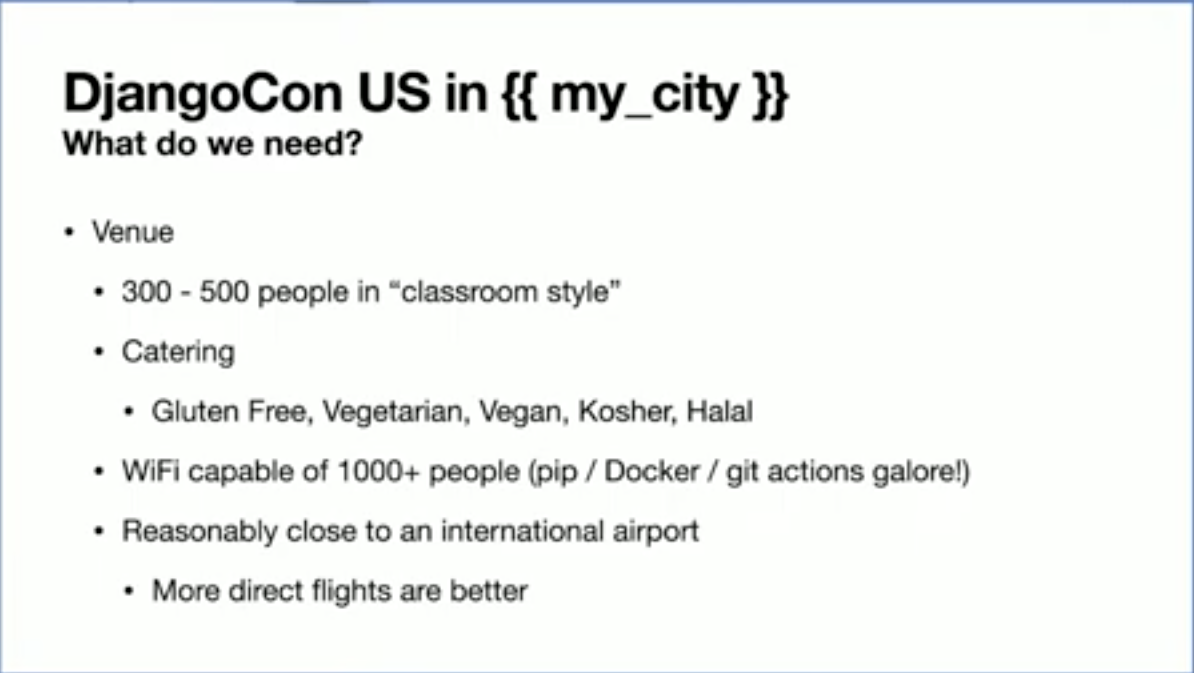 DjangoCon US in {{ my_city }}
What do we need?
• Venue
• 300 - 500 people in “classroom style”
• Catering
• Gluten Free, Vegetarian, Vegan, Kosher, Halal
• WiFi capable of 1000+ people (pip / Docker / git actions galore!)
• Reasonably close to an international airport
• More direct flights are better